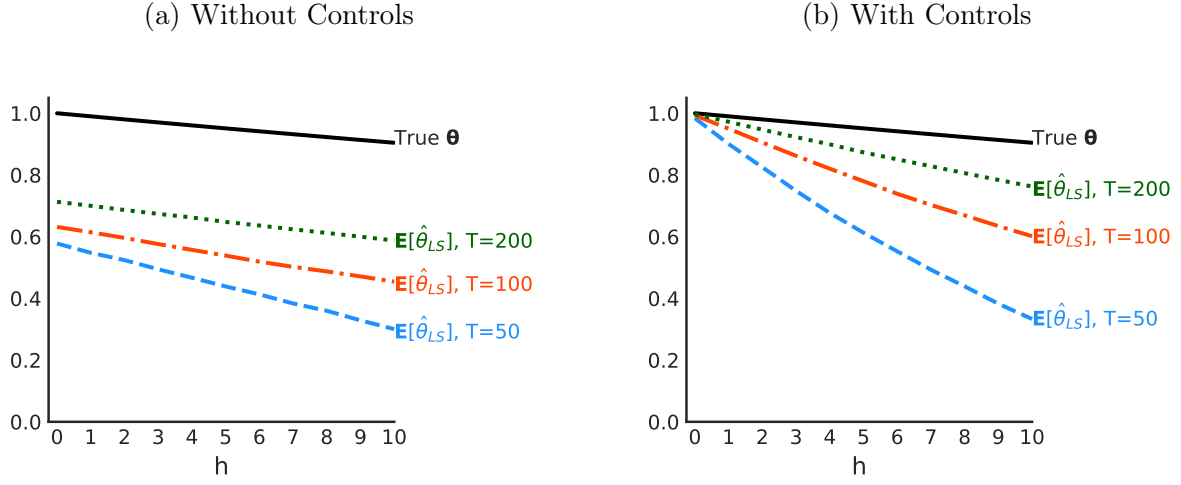 (a) Without Controls
1.0
0.8
0.6
0.4
0.2
0.0
0 1 2 3 4 5 6 7 8 9 10
h
True θ
E[θ̂_LS], T=200
E[θ̂_LS], T=100
E[θ̂_LS], T=50
(b) With Controls
1.0
0.8
0.6
0.4
0.2
0.0
0 1 2 3 4 5 6 7 8 9 10
h
True θ
E[θ̂_LS], T=200
E[θ̂_LS], T=100
E[θ̂_LS], T=50